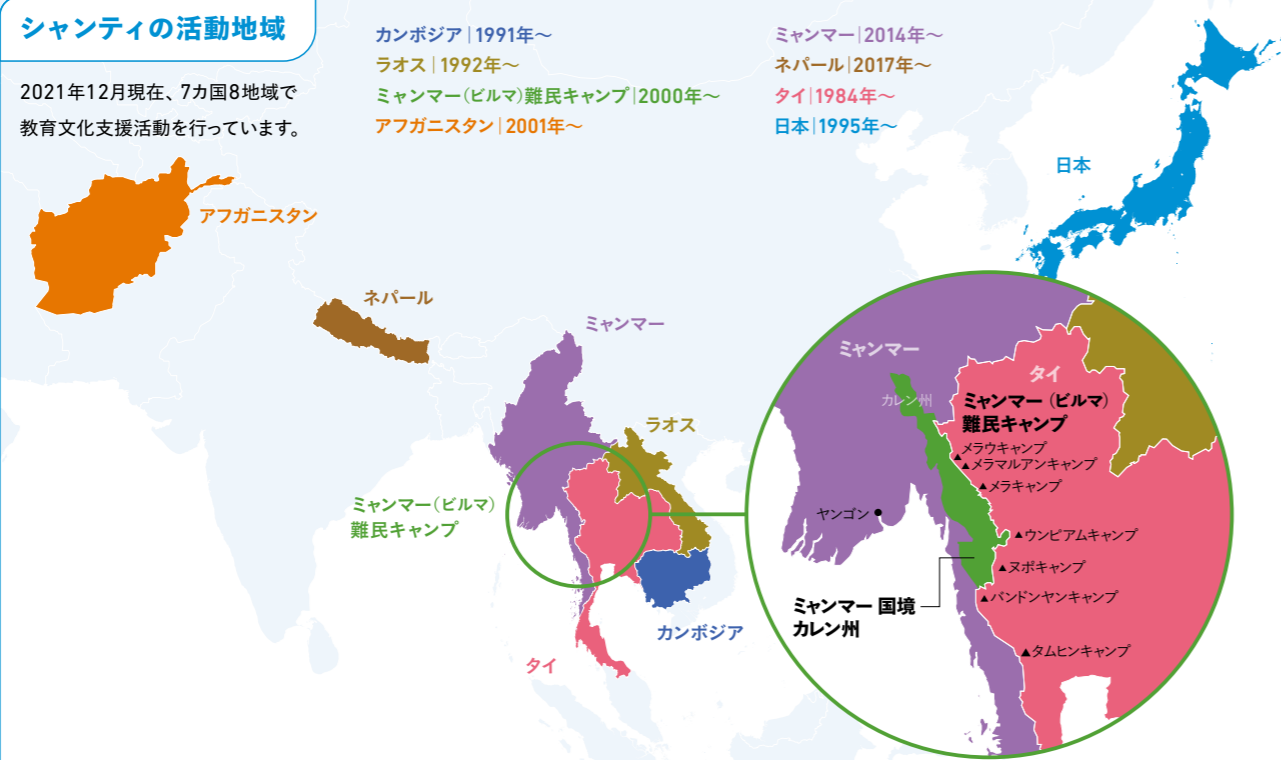 シャンティの活動地域
2021年12月現在、7カ国8地域で
教育文化支援活動を行っています。
カンボジア|1991年〜
ラオス|1992年〜
ミャンマー(ビルマ)難民キャンプ|2000年〜
アフガニスタン|2001年〜
ミャンマー|2014年〜
ネパール|2017年〜
タイ|1984年〜
日本|1995年〜
日本
アフガニスタン
ネパール
ミャンマー
ラオス
ミャンマー(ビルマ)
難民キャンプ
カンボジア
タイ
ミャンマー
タイ
カレン州
ミャンマー(ビルマ)
難民キャンプ
▲メラウキャンプ
▲メラマルアンキャンプ
▲メラキャンプ
ヤンゴン●
▲ウンピアムキャンプ
▲ヌポキャンプ
▲バンドンヤンキャンプ
ミャンマー 国境
カレン州
▲タムヒンキャンプ